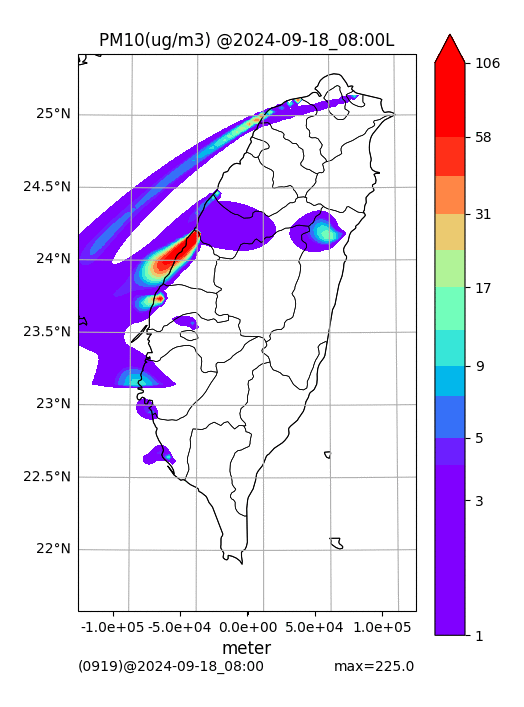 PM10(ug/m3) @2024-09-18_08:00L
106
25°N
58
24.5°N
31
24°N
17
23.5°N
9
23°N
5
22.5°N
3
22°N
-1.0e+05 -5.0e+04 0.0e+00 5.0e+04 1.0e+05
1
meter
(0919)@2024-09-18_08:00 max=225.0